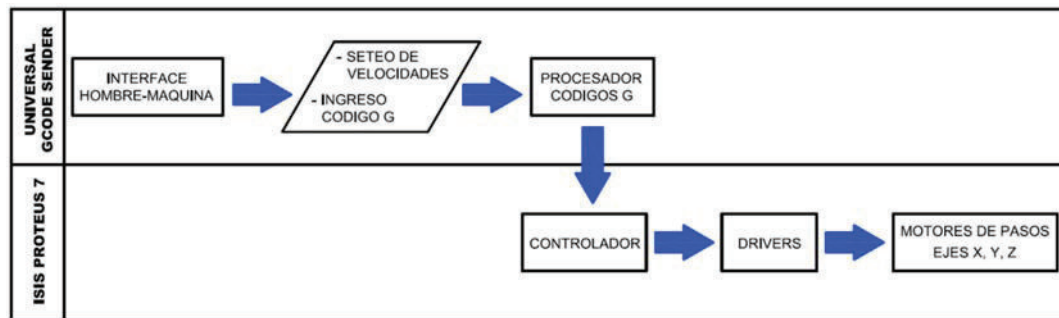 UNIVERSAL
GCODE SENDER
INTERFACE
HOMBRE-MAQUINA
- SETEO DE
VELOCIDADES
- INGRESO
CODIGO G
PROCESADOR
CODIGOS G
ISIS PROTEUS 7
CONTROLADOR
DRIVERS
MOTORES DE PASOS
EJES X, Y, Z